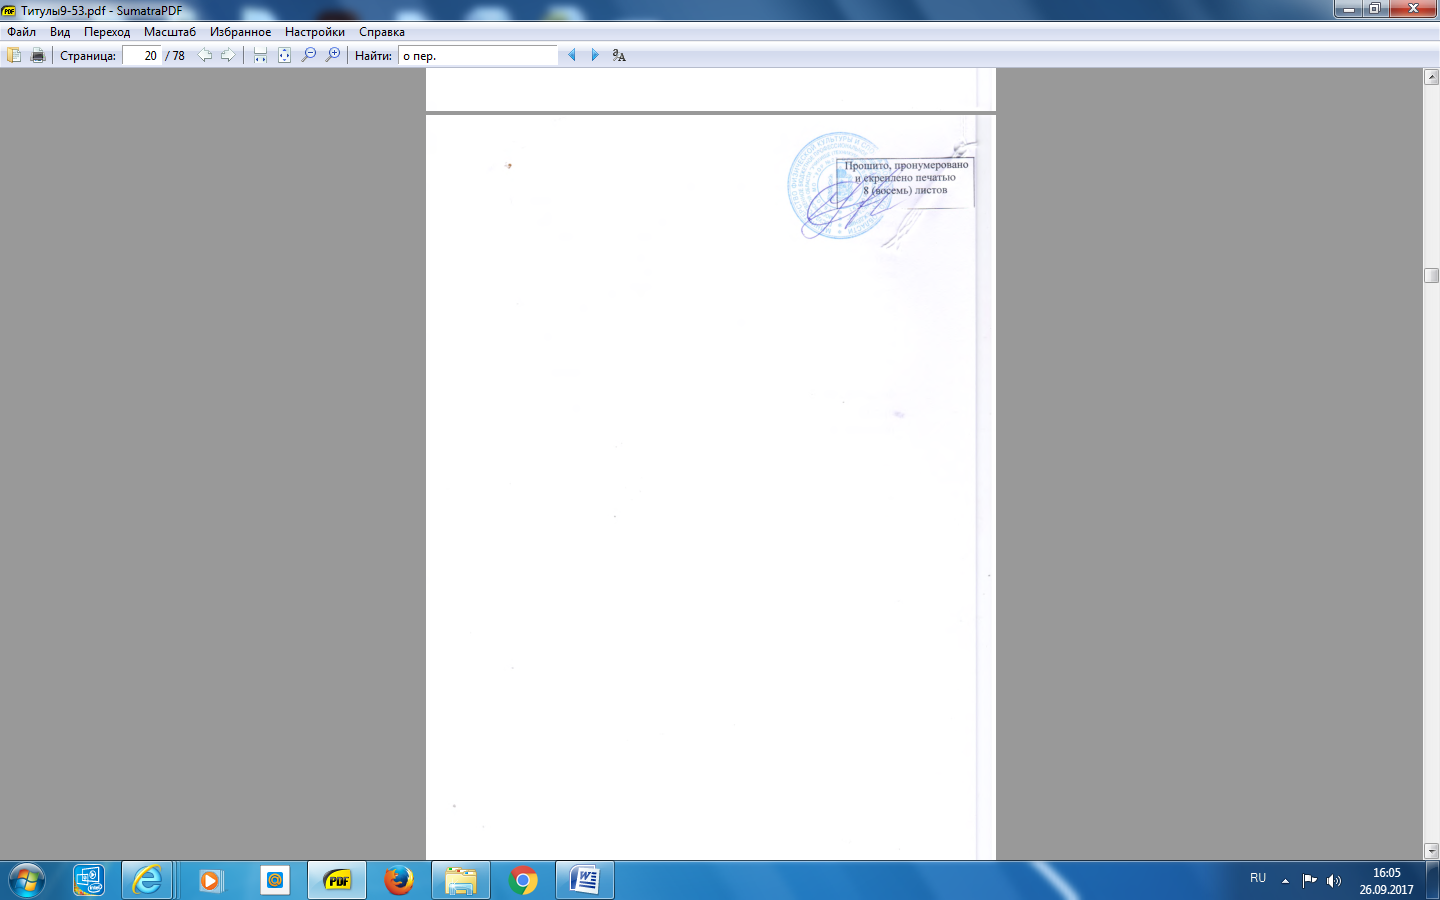 Титулы9-53.pdf - SumatraPDF
Файл Вид Переход Масштаб Избранное Настройки Справка
Страница: 20 / 78 Найти: о пер.
Прошито, пронумеровано
и скреплено печатью
8 (восемь) листов
PDF
RU
16:05
26.09.2017